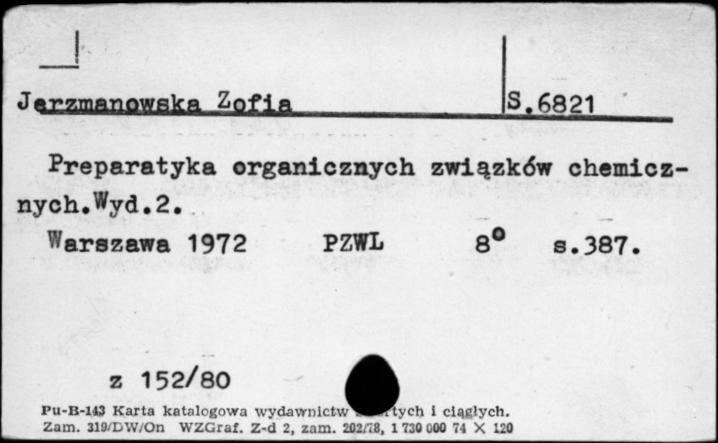 Jerzmanowska Zofia S.6821
Preparatyka organicznych związków chemicz-
nych.Wyd.2.
Warszawa 1972 PZWL 8° s.387.
z 152/80
Pu-B-143 Karta katalogowa wydawnictw i ciągłych.
Zam. 319/DW/On WZGraf. Z-d 2, zam. 202/78, 1 730 000 74 X 120